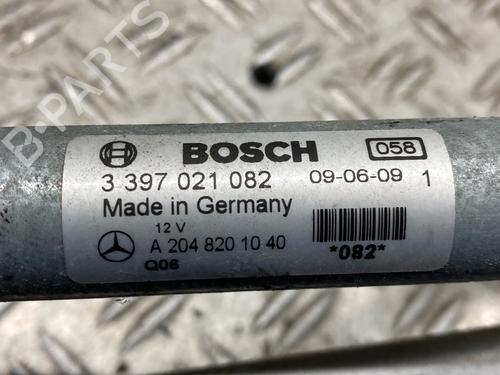 B-PARTS
BOSCH 058
3 397 021 082 09-06-09 1
Made in Germany
12 V
A 204 820 10 40 *082*
Q06